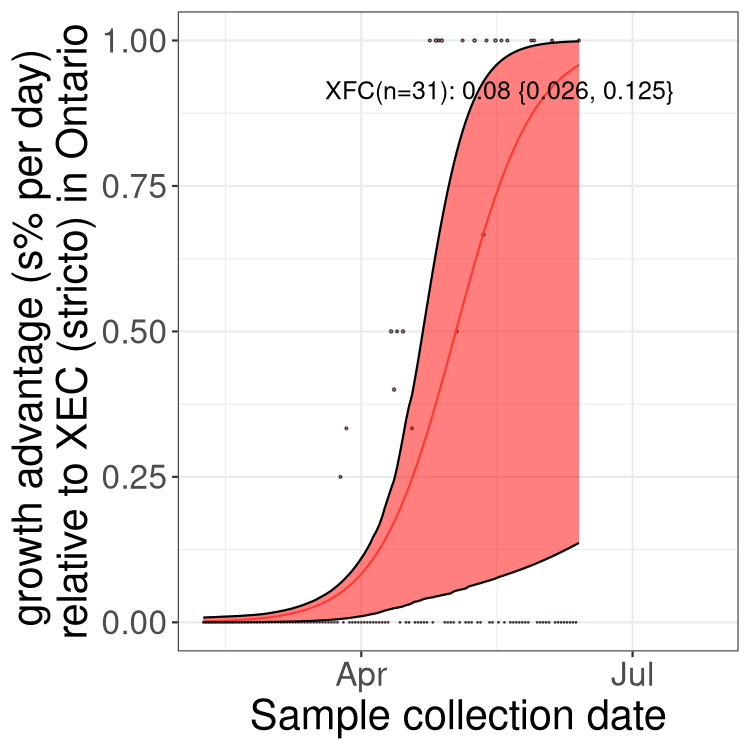 growth advantage (s% per day)
relative to XEC (stricto) in Ontario
1.00
0.75
0.50
0.25
0.00
XFC(n=31): 0.08 {0.026, 0.125}
Apr
Jul
Sample collection date